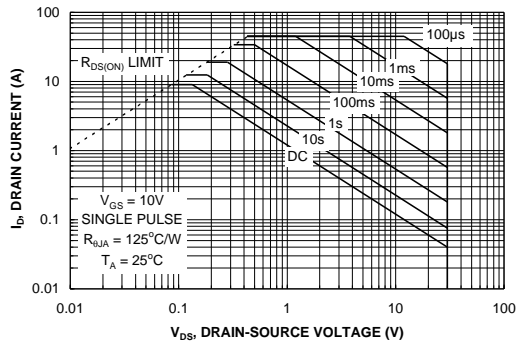 100
10
1
0.1
0.01
I_D, DRAIN CURRENT (A)
R_DS(ON) LIMIT
100µs
1ms
10ms
100ms
1s
10s
DC
V_GS = 10V
SINGLE PULSE
R_θJA = 125°C/W
T_A = 25°C
0.01 0.1 1 10 100
V_DS, DRAIN-SOURCE VOLTAGE (V)